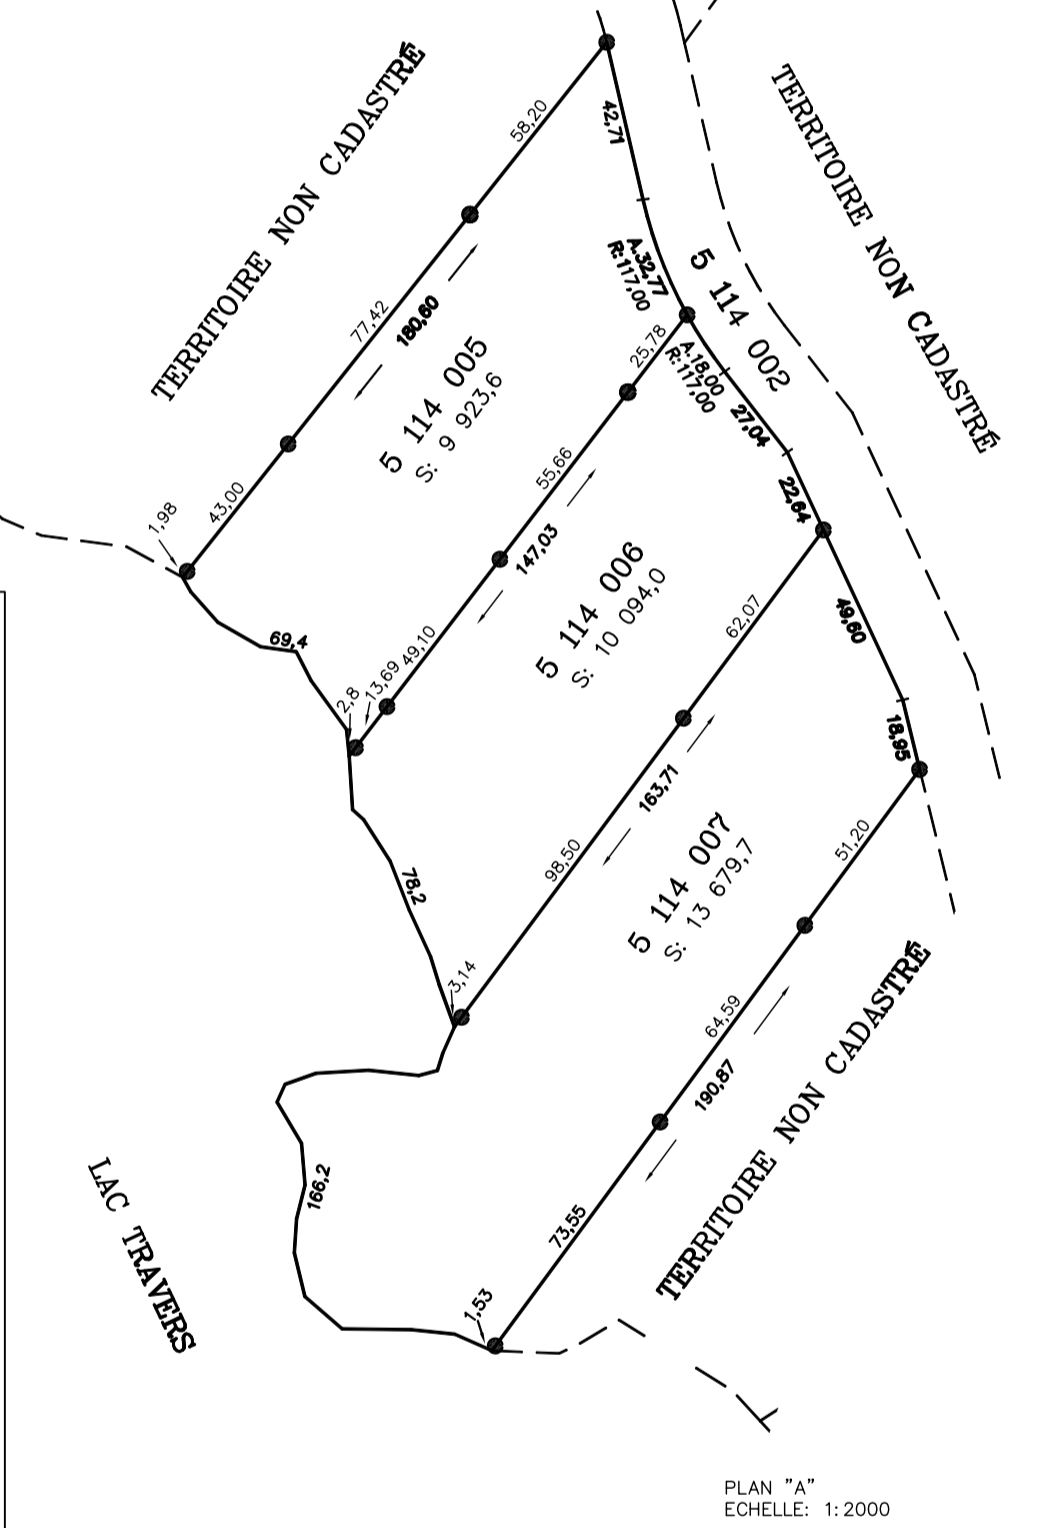 TERRITOIRE NON CADASTRÉ
58,20
42,71
TERRITOIRE NON CADASTRÉ
A.32,77
R:117,00
5 114 002
77,42
180,60
25,78
A.18,00
R:117,00
27,04
5 114 005
S: 9 923,6
55,66
22,64
43,00
1,98
147,03
5 114 006
S: 10 094,0
62,07
49,60
69,4
49,10
13,69
2,8
18,95
163,71
98,50
5 114 007
S: 13 679,7
51,20
78,2
3,14
64,59
190,87
TERRITOIRE NON CADASTRÉ
166,2
73,55
LAC TRAVERS
1,53
PLAN "A"
ECHELLE: 1:2000